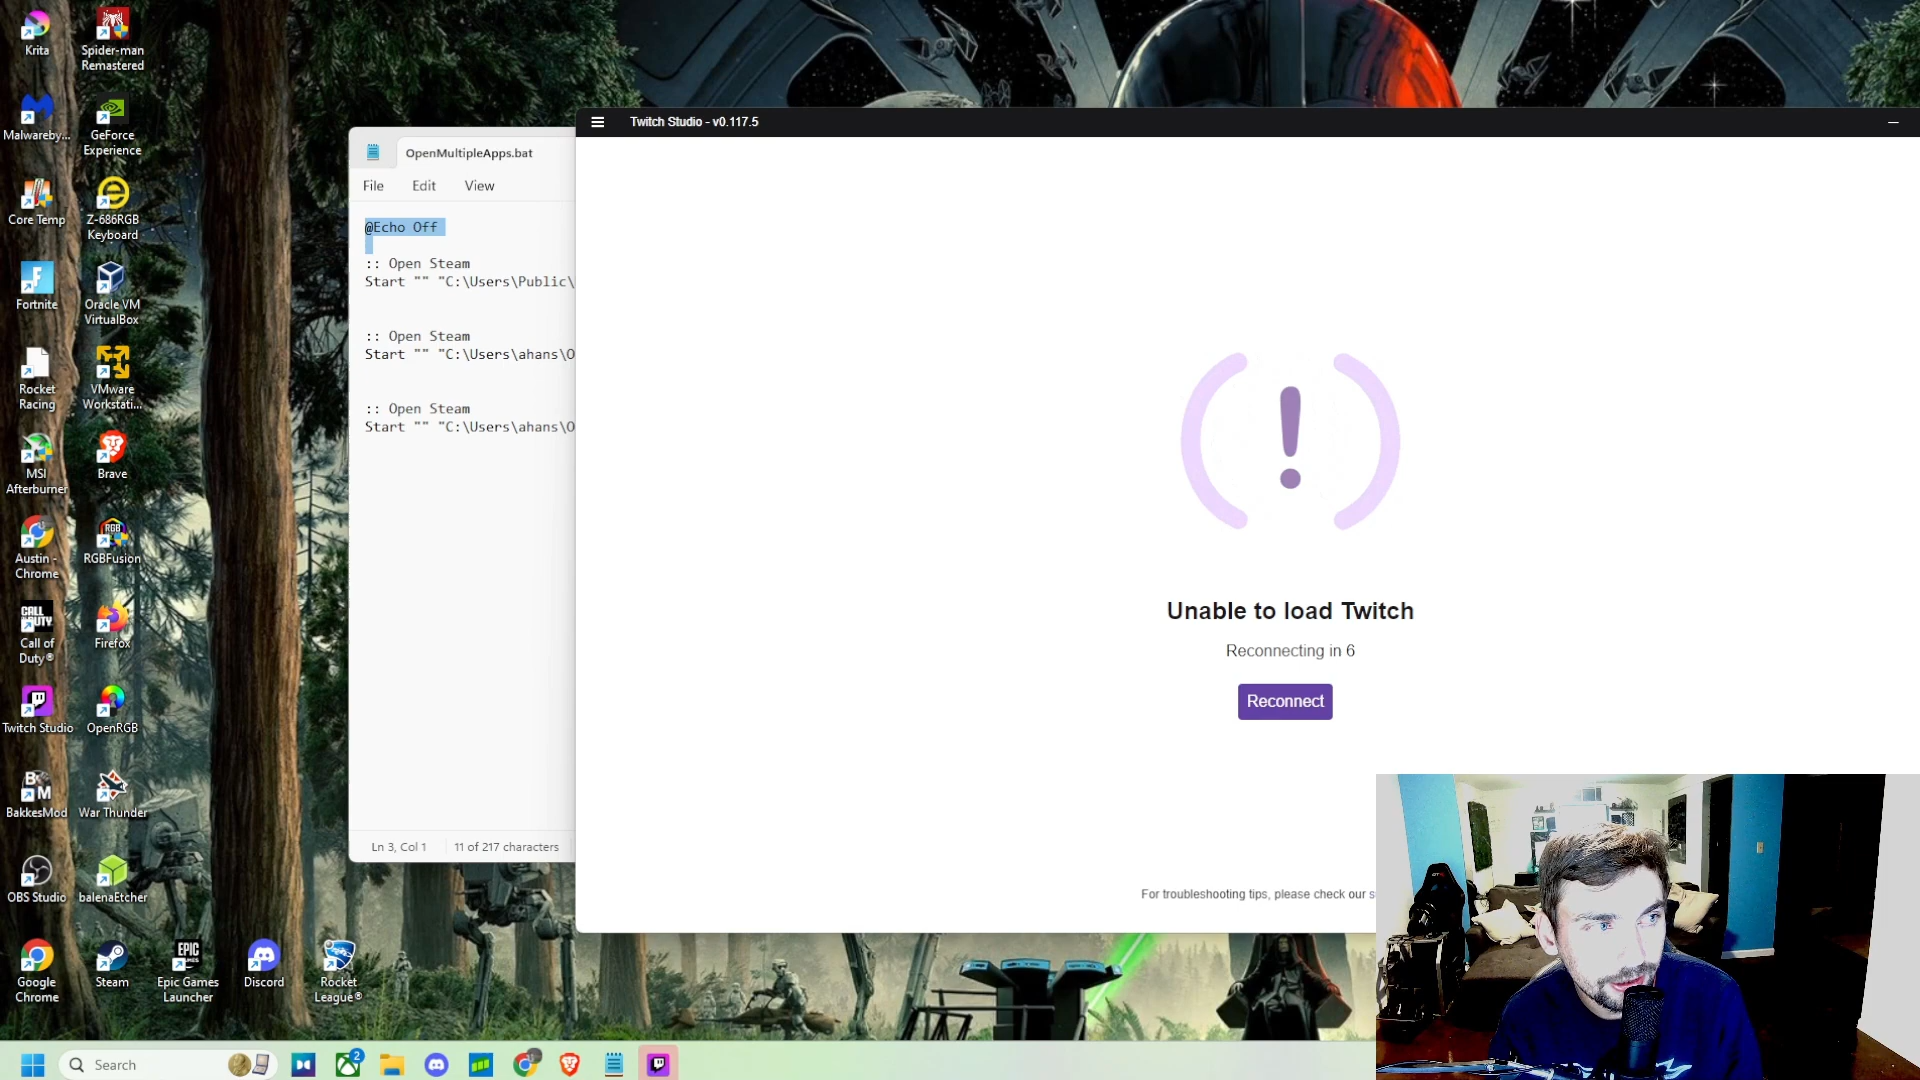 Krita
Spider-man
Remastered
Malwareby...
GeForce
Experience
Core Temp
Z-686RGB
Keyboard
Fortnite
Oracle VM
VirtualBox
Rocket
Racing
VMware
Workstati...
MSI
Afterburner
Brave
Austin -
Chrome
RGBFusion
Call of
Duty®
Firefox
Twitch Studio
OpenRGB
BakkesMod
War Thunder
OBS Studio
balenaEtcher
Google
Chrome
Steam
Epic Games
Launcher
Discord
Rocket
League®
OpenMultipleApps.bat
File Edit View
@Echo Off
:: Open Steam
Start "" "C:\Users\Public\
:: Open Steam
Start "" "C:\Users\ahans\O
:: Open Steam
Start "" "C:\Users\ahans\O
Ln 3, Col 1 11 of 217 characters
Twitch Studio - v0.117.5
Unable to load Twitch
Reconnecting in 6
Reconnect
For troubleshooting tips, please check our s
Search
2